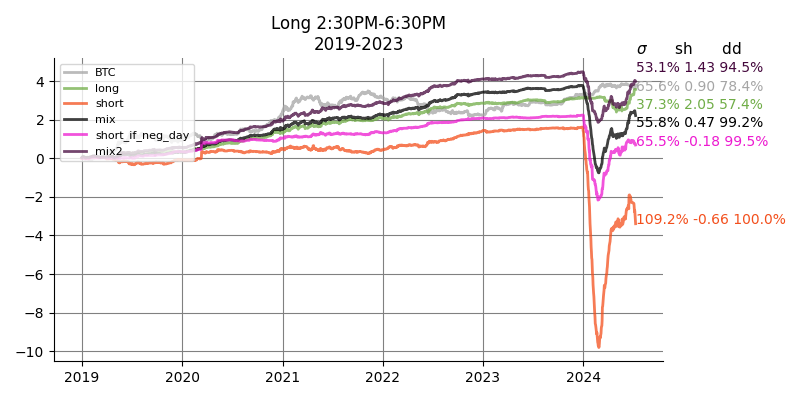 Long 2:30PM-6:30PM
2019-2023
σ sh dd
53.1% 1.43 94.5%
65.6% 0.90 78.4%
37.3% 2.05 57.4%
55.8% 0.47 99.2%
65.5% -0.18 99.5%
109.2% -0.66 100.0%
BTC
long
short
mix
short_if_neg_day
mix2
4
2
0
−2
−4
−6
−8
−10
2019 2020 2021 2022 2023 2024